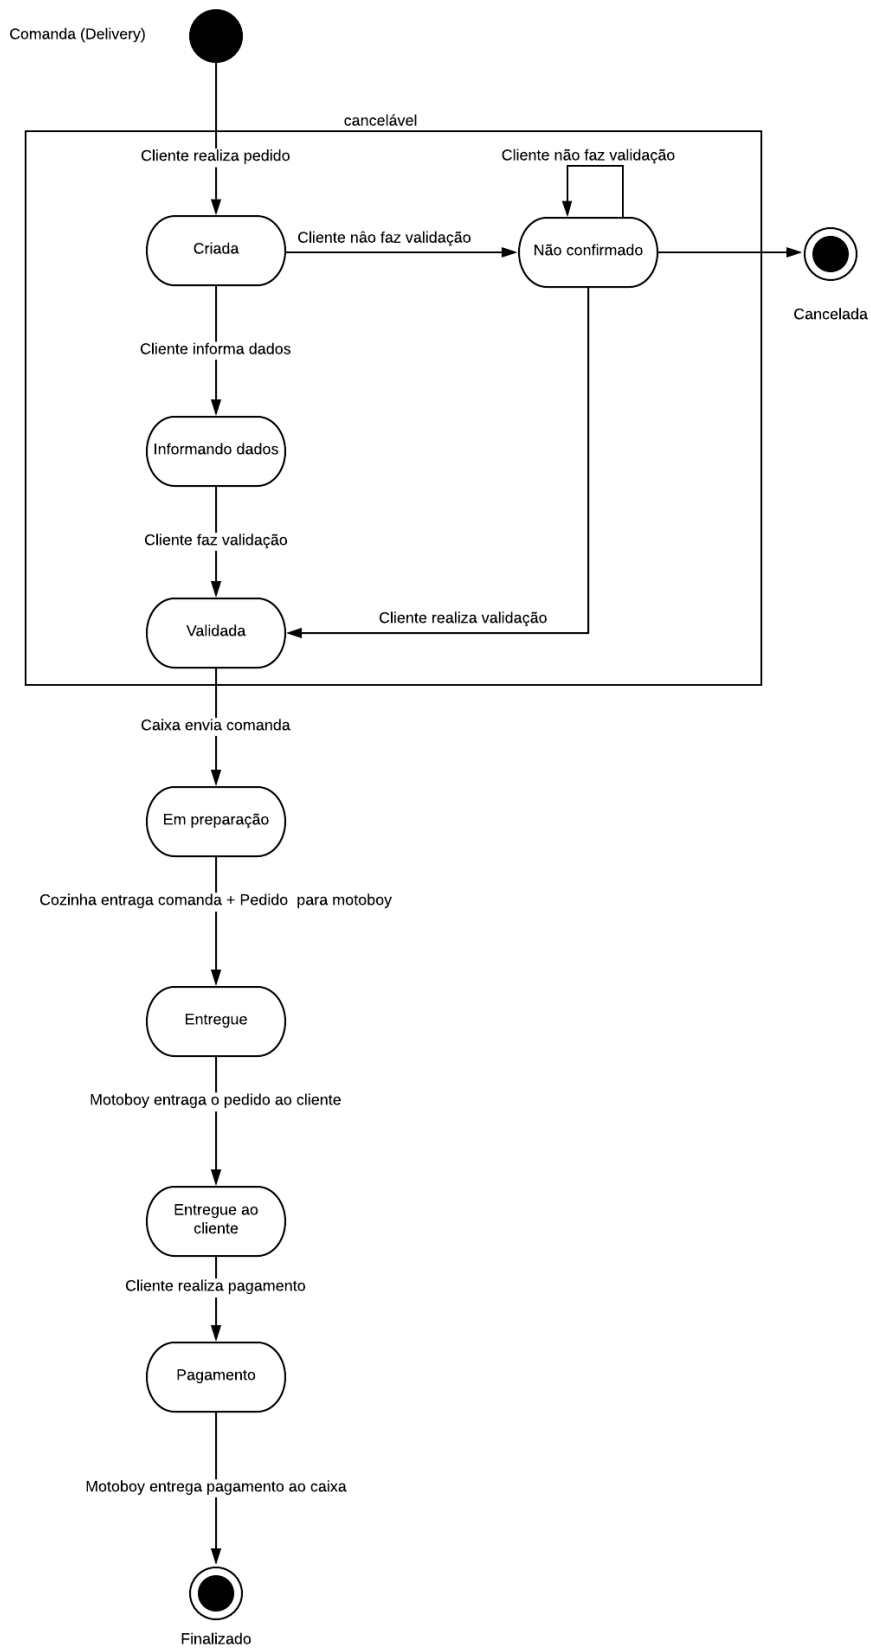 Comanda (Delivery)
cancelável
Cliente realiza pedido
Cliente não faz validação
Criada
Cliente nâo faz validação
Não confirmado
Cancelada
Cliente informa dados
Informando dados
Cliente faz validação
Validada
Cliente realiza validação
Caixa envia comanda
Em preparação
Cozinha entraga comanda + Pedido  para motoboy
Entregue
Motoboy entraga o pedido ao cliente
Entregue ao
cliente
Cliente realiza pagamento
Pagamento
Motoboy entrega pagamento ao caixa
Finalizado